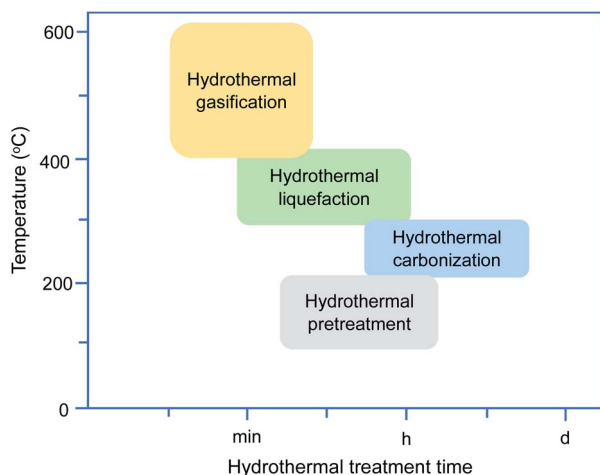 600
Hydrothermal
gasification
400
Hydrothermal
liquefaction
Hydrothermal
carbonization
200
Hydrothermal
pretreatment
0
Temperature (ºC)
min
h
d
Hydrothermal treatment time